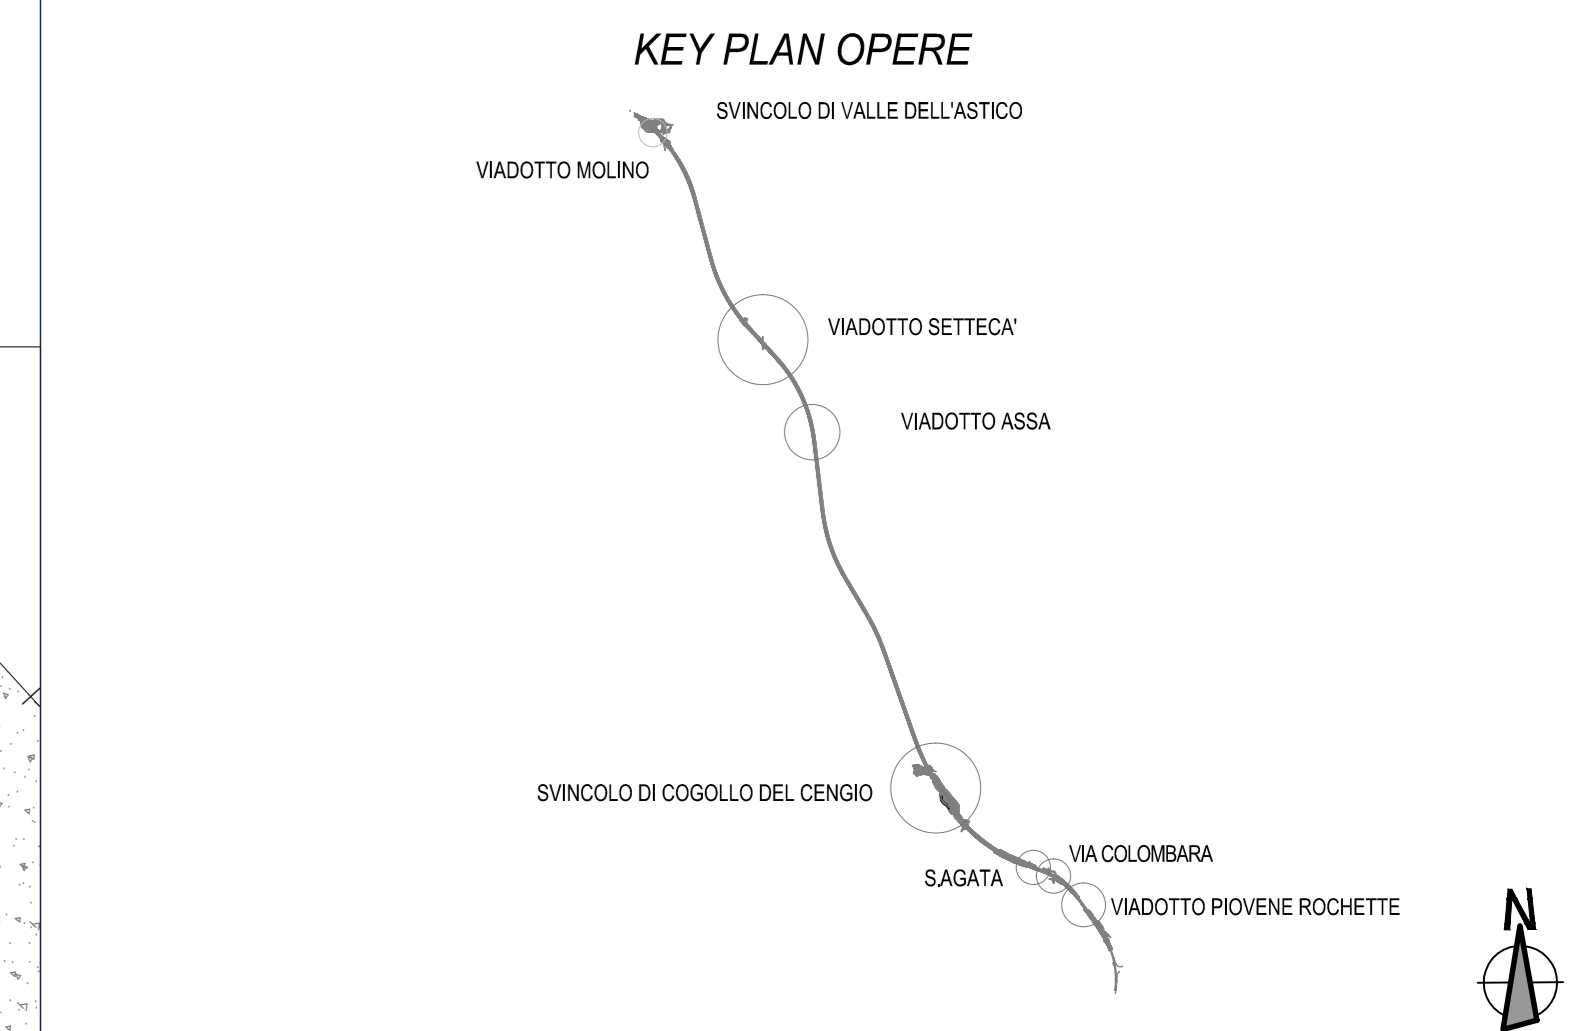 KEY PLAN OPERE
SVINCOLO DI VALLE DELL'ASTICO
VIADOTTO MOLINO
VIADOTTO SETTECA'
VIADOTTO ASSA
SVINCOLO DI COGOLLO DEL CENGIO
VIA COLOMBARA
S.AGATA
VIADOTTO PIOVENE ROCHETTE
N